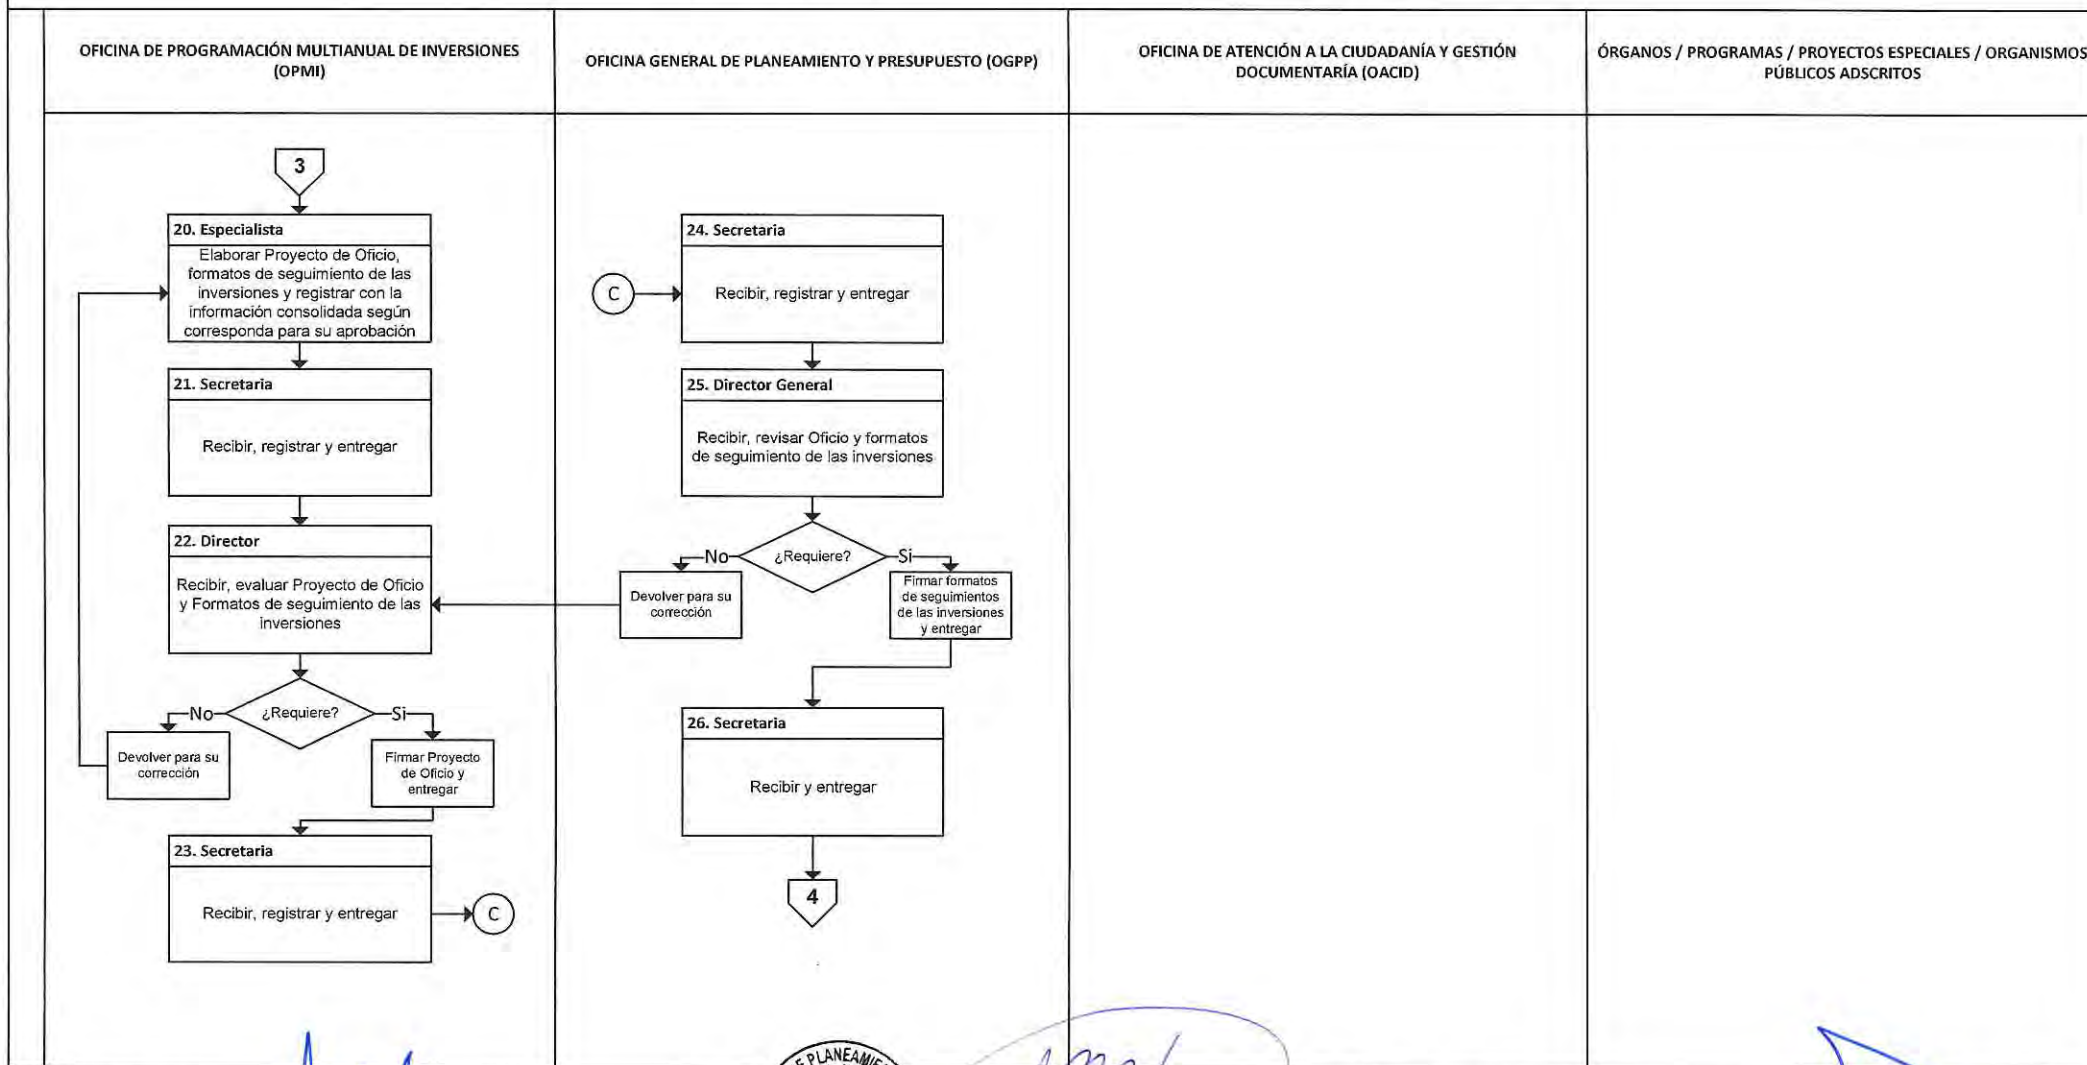 OFICINA DE PROGRAMACIÓN MULTIANUAL DE INVERSIONES
(OPMI)
OFICINA GENERAL DE PLANEAMIENTO Y PRESUPUESTO (OGPP)
OFICINA DE ATENCIÓN A LA CIUDADANÍA Y GESTIÓN
DOCUMENTARÍA (OACID)
ÓRGANOS / PROGRAMAS / PROYECTOS ESPECIALES / ORGANISMOS
PÚBLICOS ADSCRITOS
3
20. Especialista
Elaborar Proyecto de Oficio,
formatos de seguimiento de las
inversiones y registrar con la
información consolidada según
corresponda para su aprobación
21. Secretaria
Recibir, registrar y entregar
22. Director
Recibir, evaluar Proyecto de Oficio
y Formatos de seguimiento de las
inversiones
No
¿Requiere?
Si
Devolver para su
corrección
Firmar Proyecto
de Oficio y
entregar
23. Secretaria
Recibir, registrar y entregar
C
24. Secretaria
C
Recibir, registrar y entregar
25. Director General
Recibir, revisar Oficio y formatos
de seguimiento de las inversiones
No
¿Requiere?
Si
Devolver para su
corrección
Firmar formatos
de seguimientos
de las inversiones
y entregar
26. Secretaria
Recibir y entregar
4